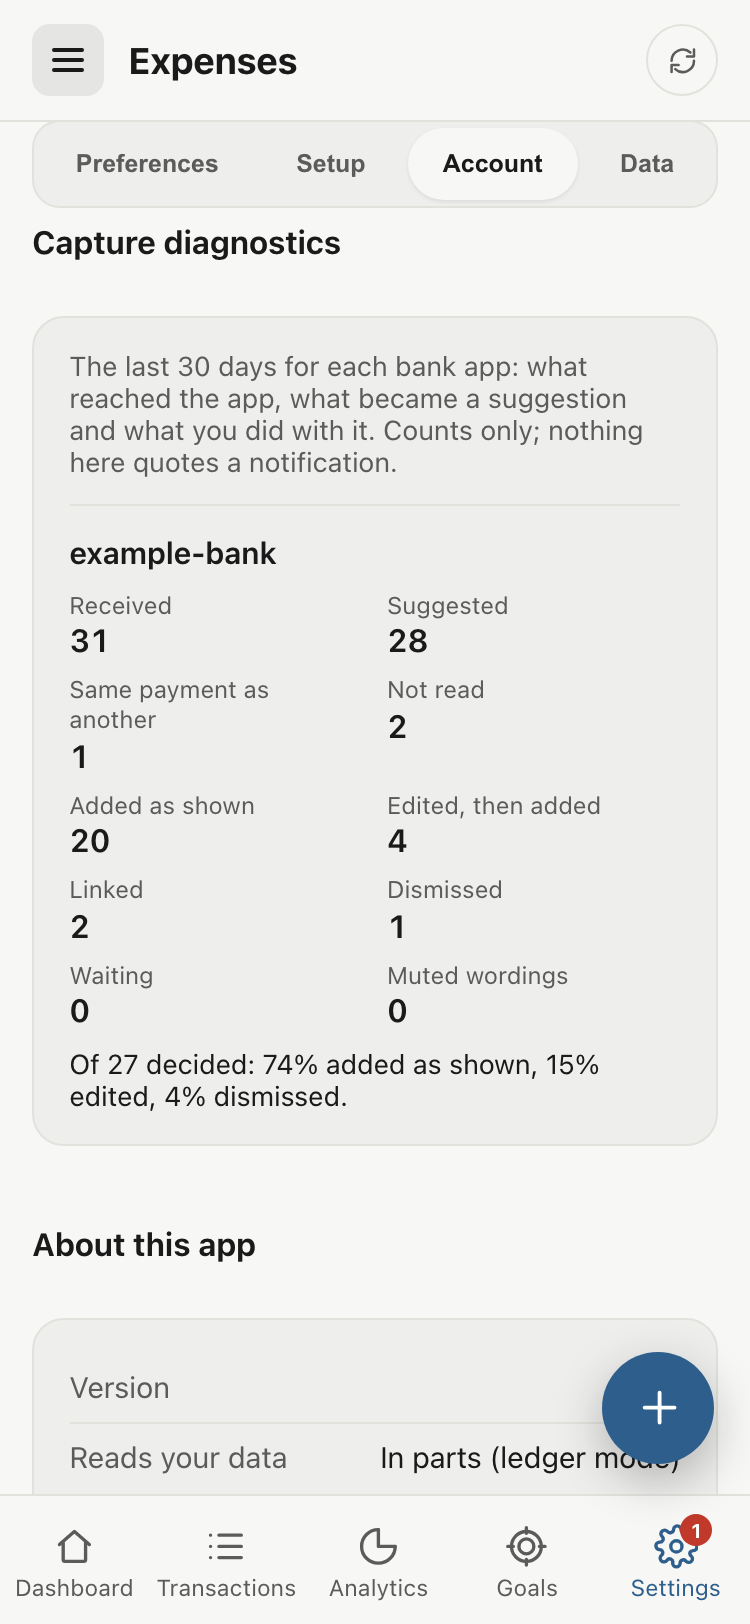 Expenses
Preferences
Setup
Account
Data
Capture diagnostics
The last 30 days for each bank app: what
reached the app, what became a suggestion
and what you did with it. Counts only; nothing
here quotes a notification.
example-bank
Received
31
Suggested
28
Same payment as
another
1
Not read
2
Added as shown
20
Edited, then added
4
Linked
2
Dismissed
1
Waiting
0
Muted wordings
0
Of 27 decided: 74% added as shown, 15%
edited, 4% dismissed.
About this app
Version
Reads your data
In parts (ledger mode)
Dashboard
Transactions
Analytics
Goals
1
Settings